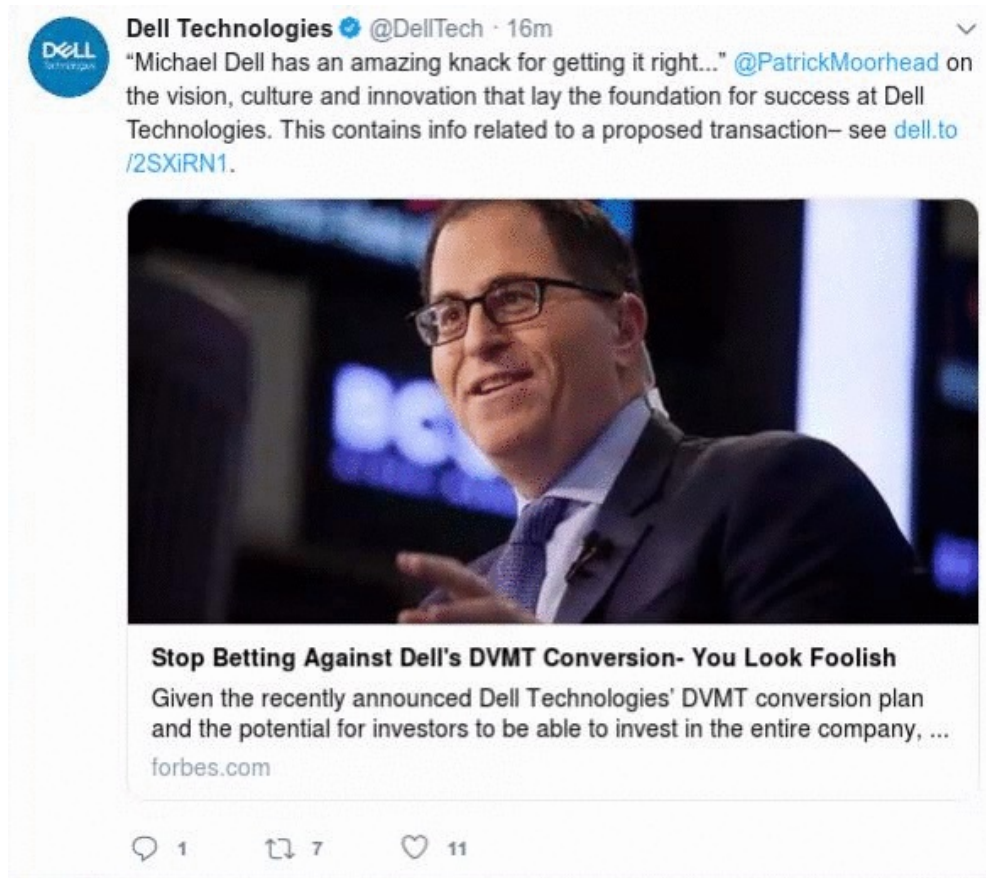 DELL
Technologies
Dell Technologies @DellTech · 16m
“Michael Dell has an amazing knack for getting it right...” @PatrickMoorhead on
the vision, culture and innovation that lay the foundation for success at Dell
Technologies. This contains info related to a proposed transaction– see dell.to
/2SXiRN1.
Stop Betting Against Dell's DVMT Conversion- You Look Foolish
Given the recently announced Dell Technologies' DVMT conversion plan
and the potential for investors to be able to invest in the entire company, ...
forbes.com
1 7 11